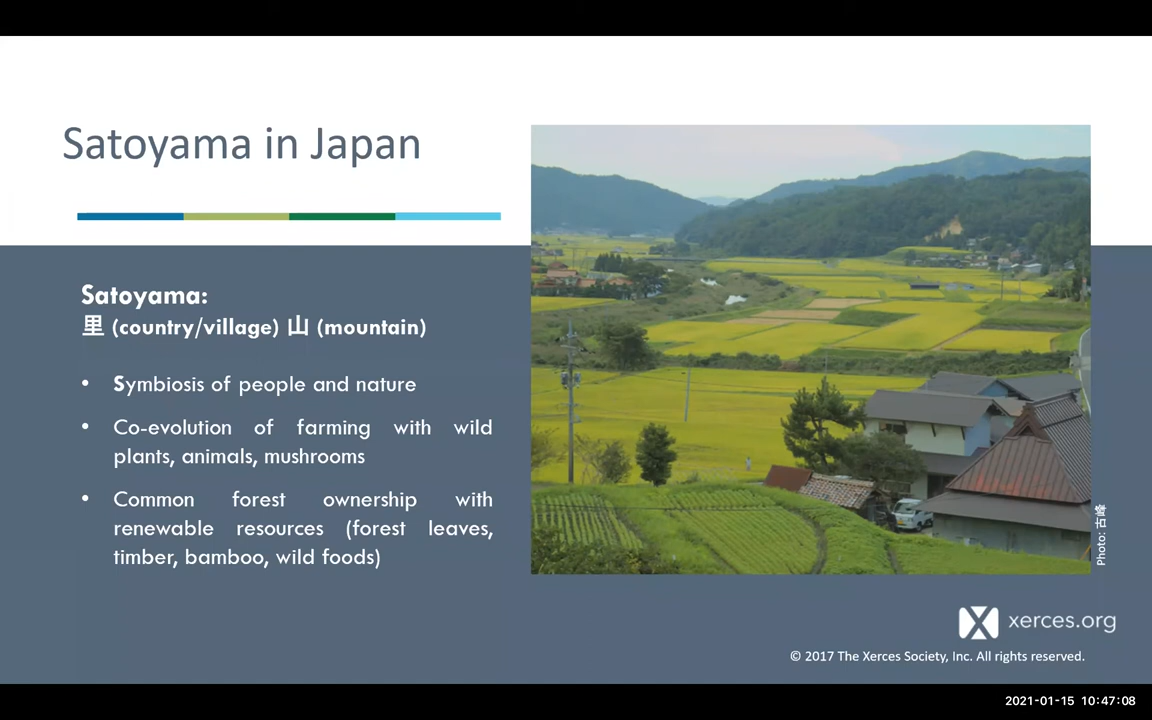 Satoyama in Japan
Satoyama:
里 (country/village) 山 (mountain)
• Symbiosis of people and nature
• Co-evolution of farming with wild
plants, animals, mushrooms
• Common forest ownership with
renewable resources (forest leaves,
timber, bamboo, wild foods)
Photo: 古峰
xerces.org
© 2017 The Xerces Society, Inc. All rights reserved.
2021-01-15 10:47:08